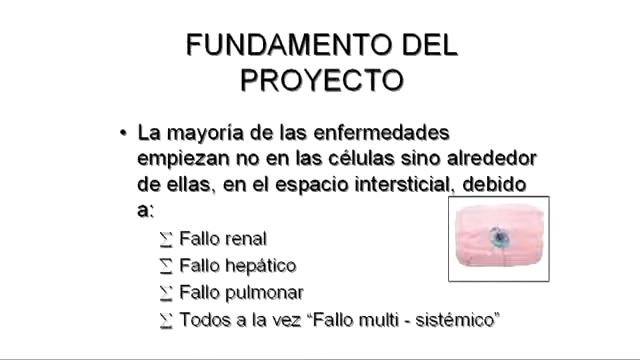 FUNDAMENTO DEL
PROYECTO
• La mayoría de las enfermedades
empiezan no en las células sino alrededor
de ellas, en el espacio intersticial, debido
a:
∑ Fallo renal
∑ Fallo hepático
∑ Fallo pulmonar
∑ Todos a la vez “Fallo multi - sistémico”